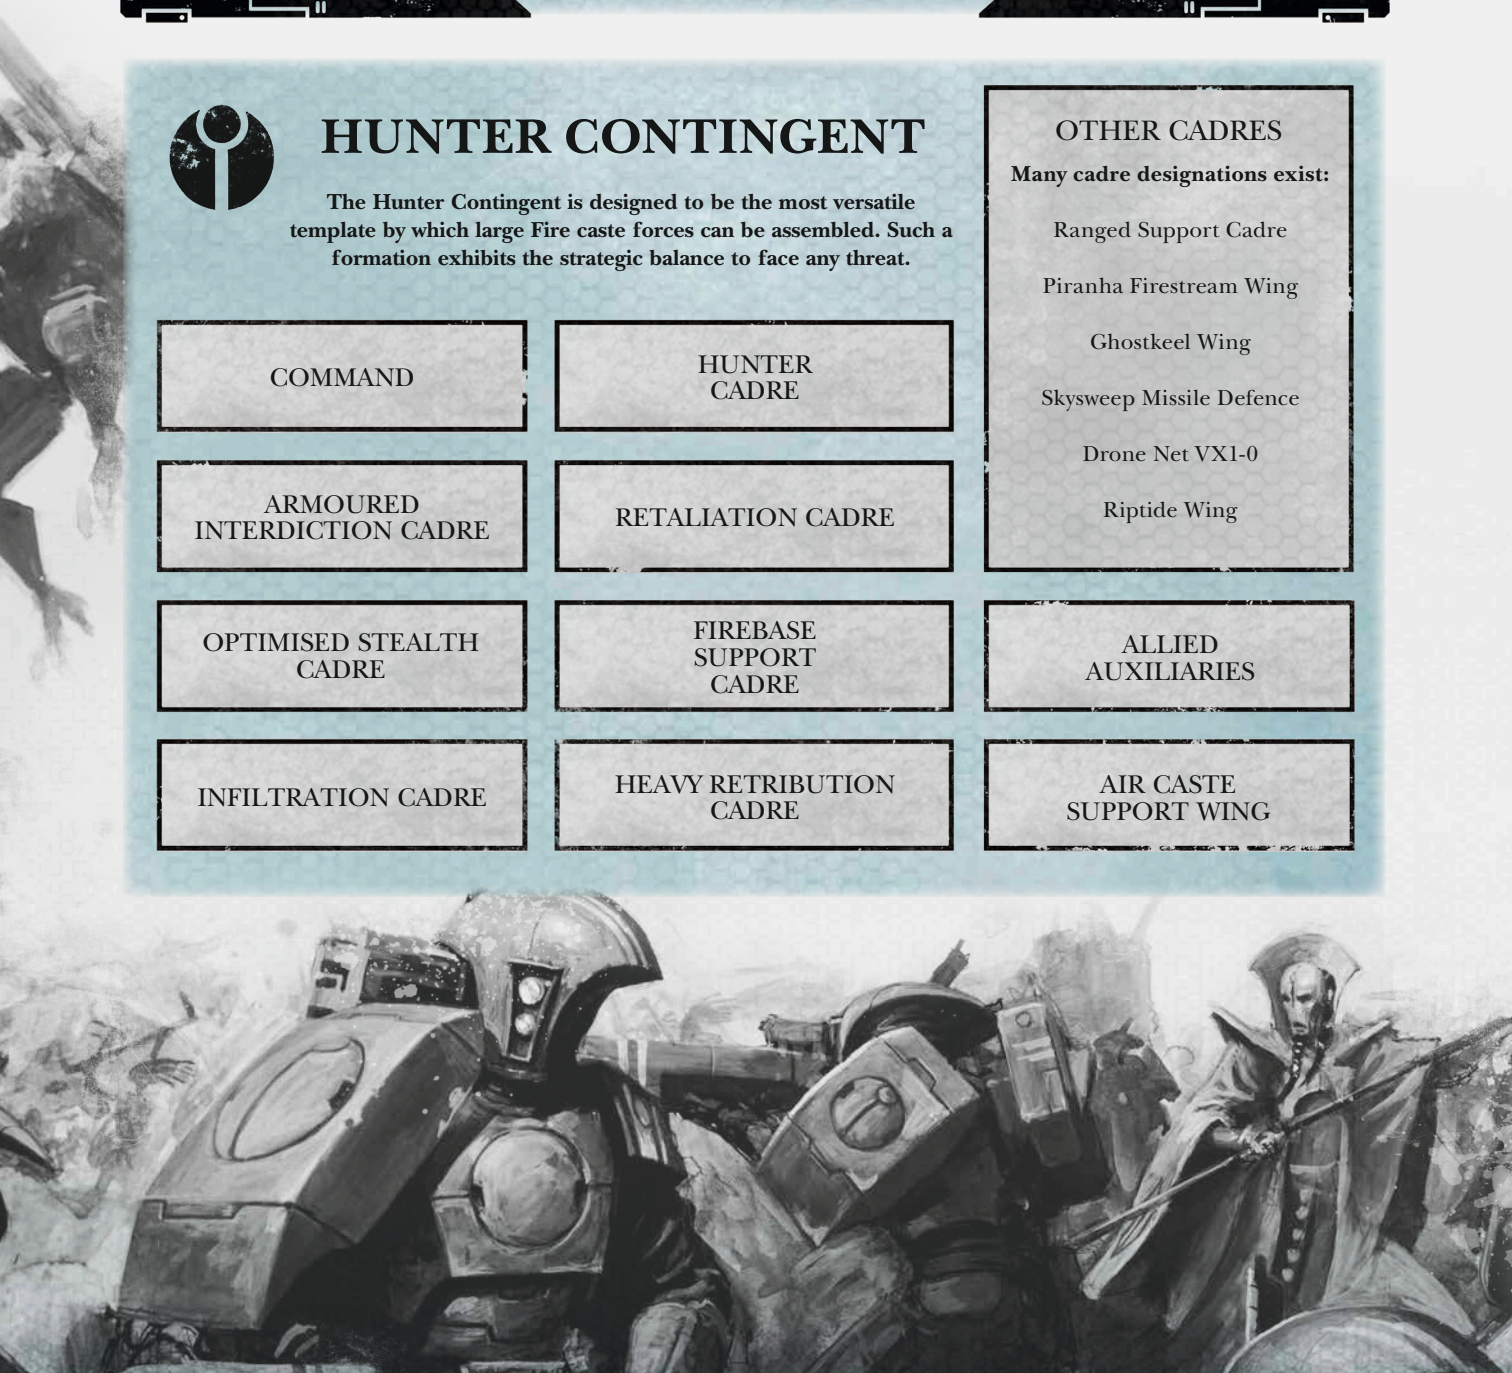 HUNTER CONTINGENT
The Hunter Contingent is designed to be the most versatile
template by which large Fire caste forces can be assembled. Such a
formation exhibits the strategic balance to face any threat.
COMMAND
HUNTER
CADRE
ARMOURED
INTERDICTION CADRE
RETALIATION CADRE
OPTIMISED STEALTH
CADRE
FIREBASE
SUPPORT
CADRE
INFILTRATION CADRE
HEAVY RETRIBUTION
CADRE
OTHER CADRES
Many cadre designations exist:
Ranged Support Cadre
Piranha Firestream Wing
Ghostkeel Wing
Skysweep Missile Defence
Drone Net VX1-0
Riptide Wing
ALLIED
AUXILIARIES
AIR CASTE
SUPPORT WING